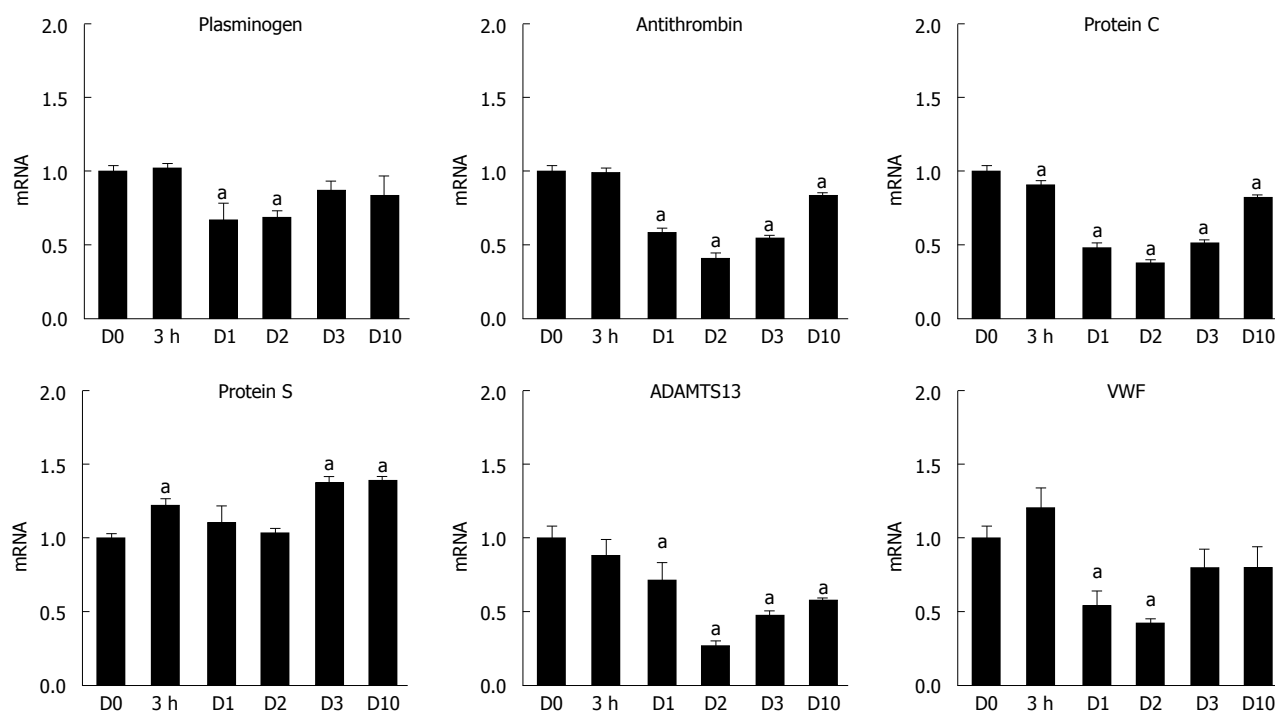 Plasminogen
2.0
1.5
1.0
0.5
0.0
mRNA
a
a
D0 3 h D1 D2 D3 D10
Antithrombin
2.0
1.5
1.0
0.5
0.0
mRNA
a
a
a
a
D0 3 h D1 D2 D3 D10
Protein C
2.0
1.5
1.0
0.5
0.0
mRNA
a
a
a
a
a
D0 3 h D1 D2 D3 D10
Protein S
2.0
1.5
1.0
0.5
0.0
mRNA
a
a
a
D0 3 h D1 D2 D3 D10
ADAMTS13
2.0
1.5
1.0
0.5
0.0
mRNA
a
a
a
a
D0 3 h D1 D2 D3 D10
VWF
2.0
1.5
1.0
0.5
0.0
mRNA
a
a
D0 3 h D1 D2 D3 D10